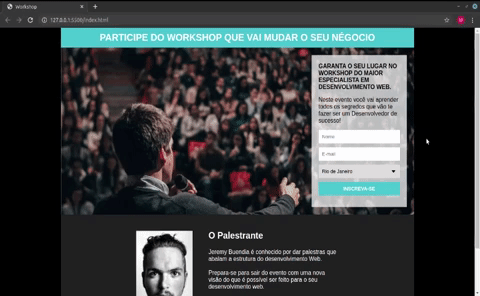 Workshop
127.0.0.1:5508/index.html
PARTICIPE DO WORKSHOP QUE VAI MUDAR O SEU NÉGOCIO
GARANTA O SEU LUGAR NO
WORKSHOP DO MAIOR
ESPECIALISTA EM
DESENVOLVIMENTO WEB.
Neste evento você vai aprender
todos os segredos que vão te
fazer ser um Desenvolvedor de
sucesso!
Nome
E-mail
Rio de Janeiro
INSCREVA-SE
O Palestrante
Jeremy Buendia é conhecido por dar palestras que
abalam a estrutura do desenvolvimento Web.
Prepara-se para sair do evento com uma nova
visão do que é possível ser feito para o seu
desenvolvimento web.